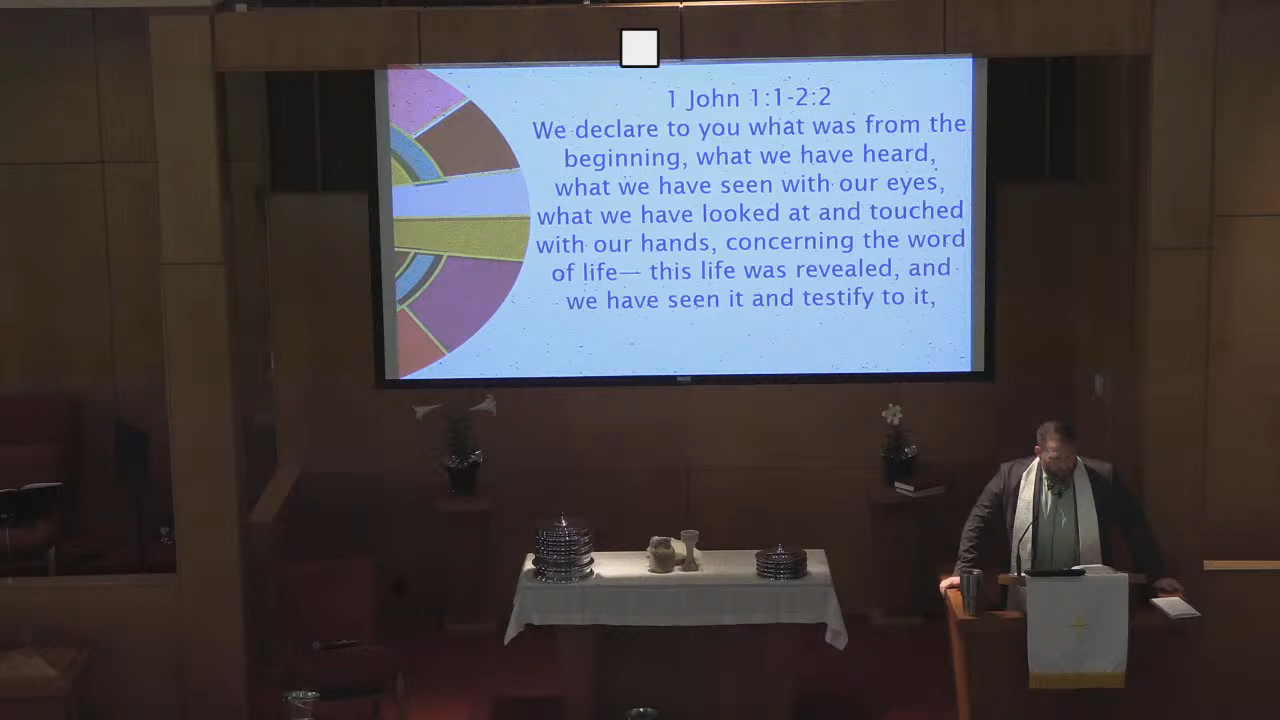 1 John 1:1-2:2
We declare to you what was from the
beginning, what we have heard,
what we have seen with our eyes,
what we have looked at and touched
with our hands, concerning the word
of life— this life was revealed, and
we have seen it and testify to it,